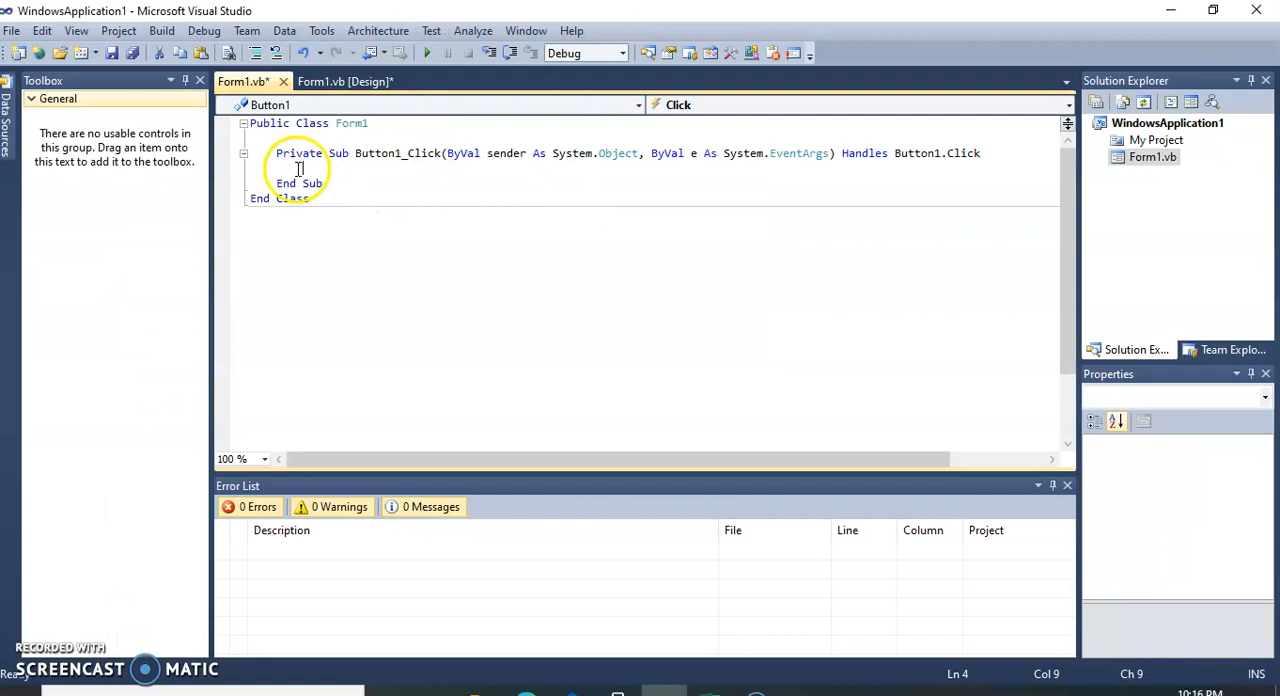 WindowsApplication1 - Microsoft Visual Studio
File Edit View Project Build Debug Team Data Tools Architecture Test Analyze Window Help
Debug
Data Sources
Toolbox
General
There are no usable controls in
this group. Drag an item onto
this text to add it to the toolbox.
Form1.vb* Form1.vb [Design]*
Button1 Click
Public Class Form1
Private Sub Button1_Click(ByVal sender As System.Object, ByVal e As System.EventArgs) Handles Button1.Click
End Sub
End Class
100 %
Error List
0 Errors 0 Warnings 0 Messages
Description File Line Column Project
Solution Explorer
WindowsApplication1
My Project
Form1.vb
Solution Ex... Team Explo...
Properties
RECORDED WITH
SCREENCAST MATIC
Ln 4 Col 9 Ch 9 INS
10:16 PM